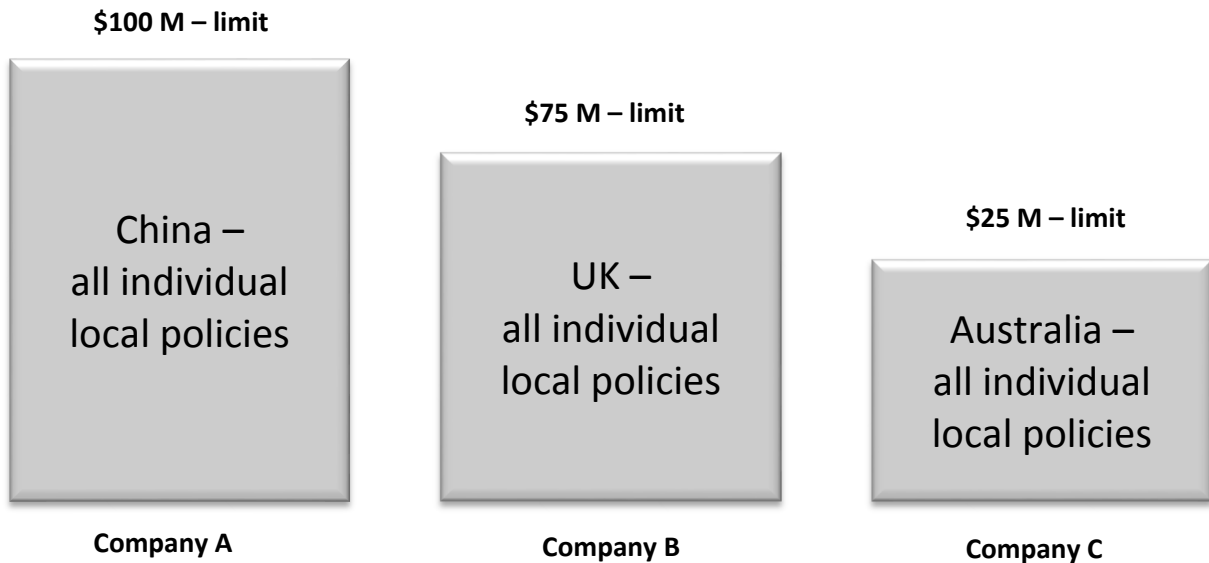 $100 M – limit
China –
all individual
local policies
Company A
$75 M – limit
UK –
all individual
local policies
Company B
$25 M – limit
Australia –
all individual
local policies
Company C